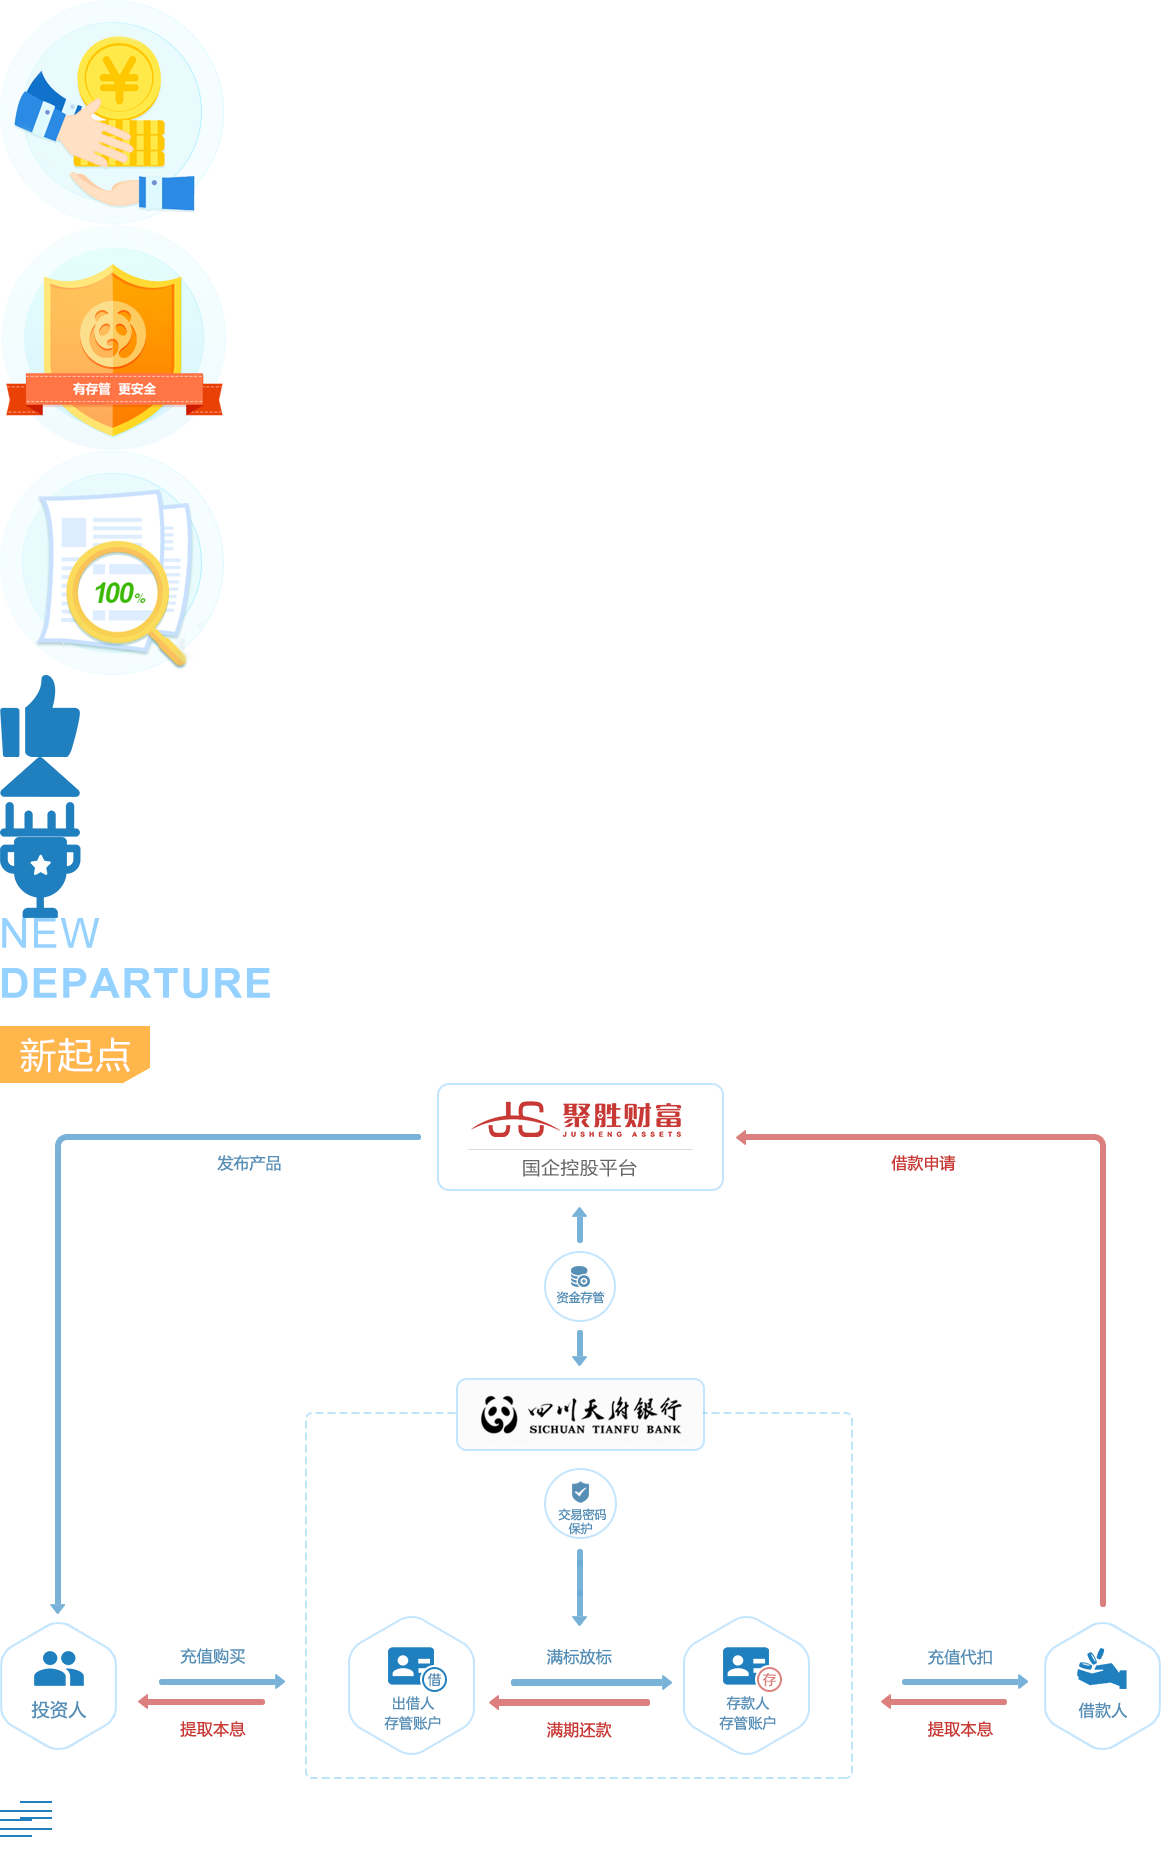 有存管 更安全
100%
NEW
DEPARTURE
新起点
JS 聚胜财富
JUSHENG ASSETS
国企控股平台
发布产品
借款申请
资金存管
四川天府银行
SICHUAN TIANFU BANK
交易密码
保护
投资人
充值购买
提取本息
借
出借人
存管账户
满标放标
满期还款
存
存款人
存管账户
充值代扣
提取本息
借款人